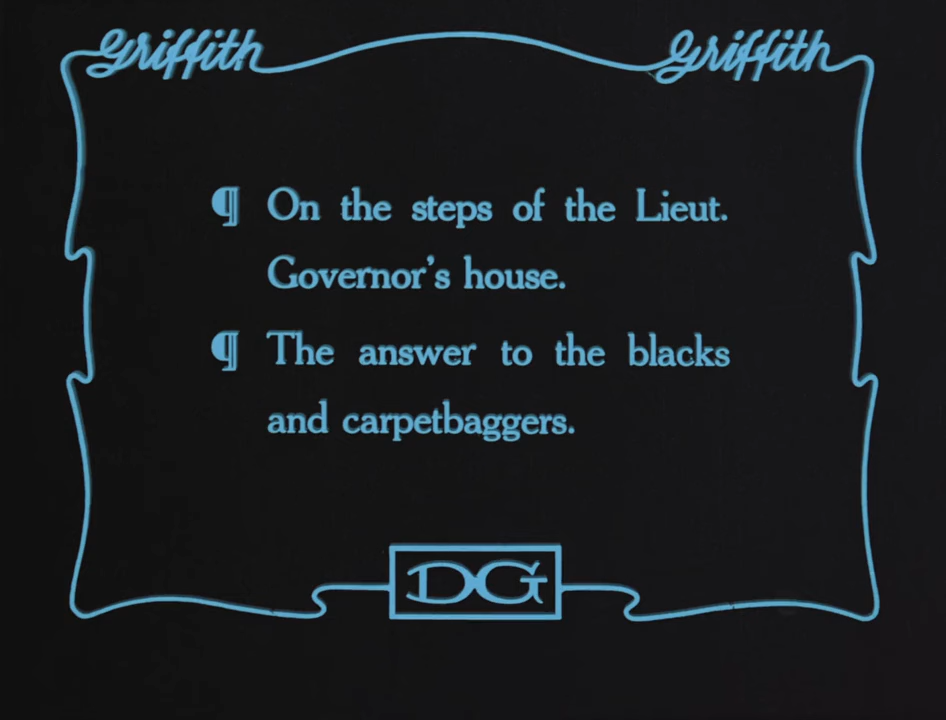 Griffith Griffith
¶ On the steps of the Lieut.
Governor's house.
¶ The answer to the blacks
and carpetbaggers.
DG